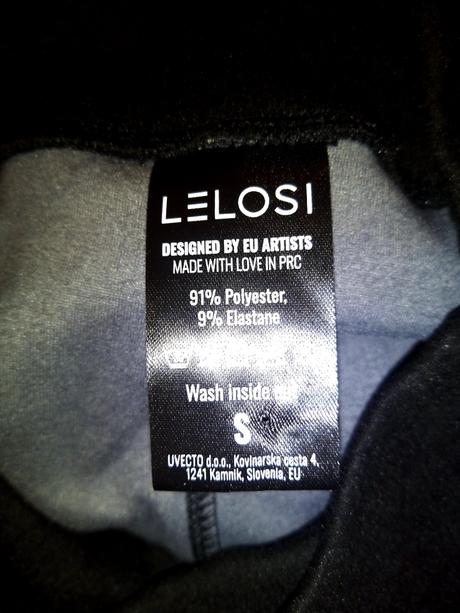 LELOSI
DESIGNED BY EU ARTISTS
MADE WITH LOVE IN PRC
91% Polyester,
9% Elastane
Wash inside
S
UVECTO d.o.o., Kovinarska cesta 4,
1241 Kamnik, Slovenia, EU